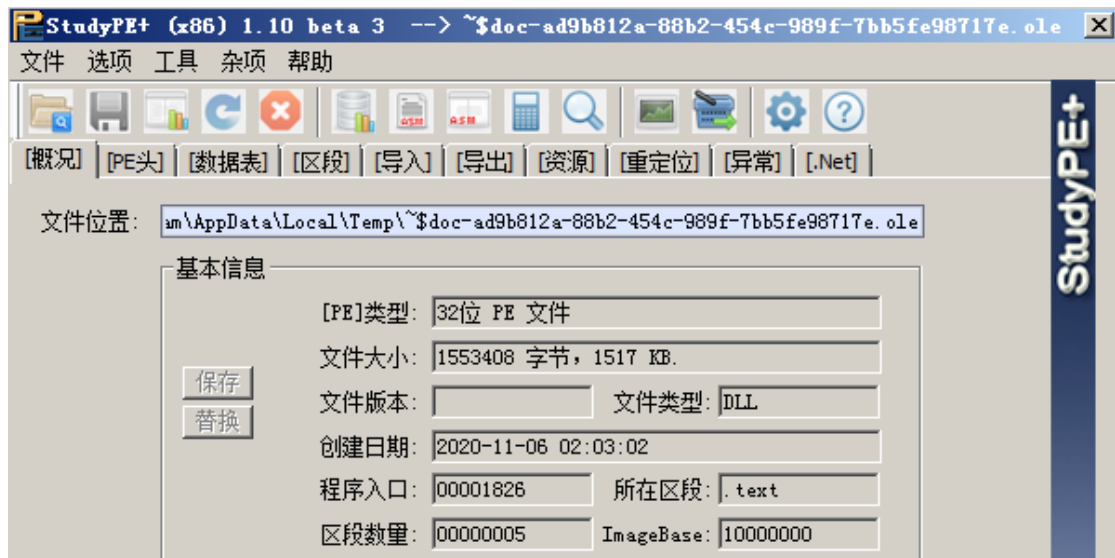 StudyPE+ (x86) 1.10 beta 3 --> ~$doc-ad9b812a-88b2-454c-989f-7bb5fe98717e.ole
文件 选项 工具 杂项 帮助
ASM ASM
[概况] [PE头] [数据表] [区段] [导入] [导出] [资源] [重定位] [异常] [.Net]
StudyPE+
文件位置: am\AppData\Local\Temp\~$doc-ad9b812a-88b2-454c-989f-7bb5fe98717e.ole
基本信息
[PE]类型: 32位 PE 文件
文件大小: 1553408 字节，1517 KB.
保存
文件版本: 文件类型: DLL
替换
创建日期: 2020-11-06 02:03:02
程序入口: 00001826 所在区段: .text
区段数量: 00000005 ImageBase: 10000000